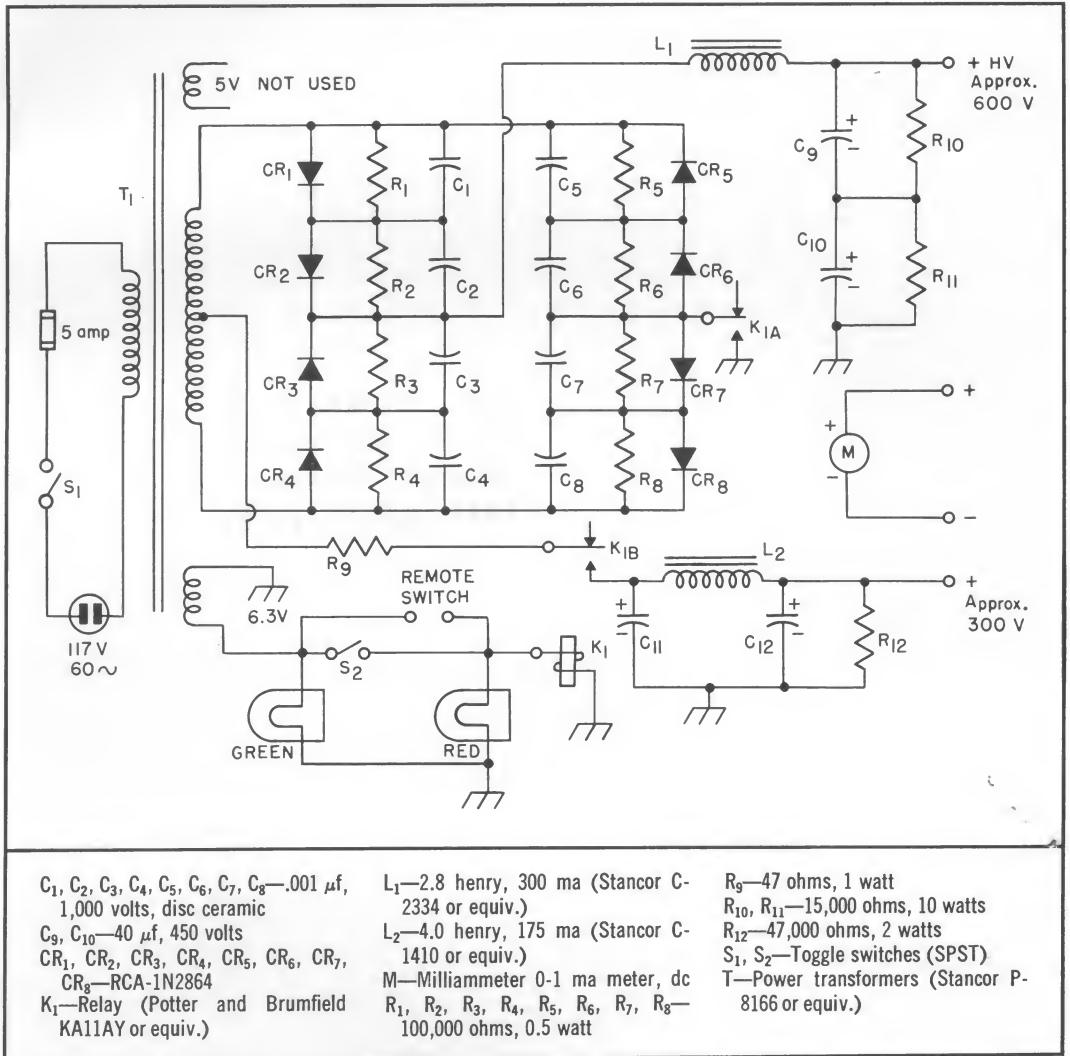 L1
+ HV
Approx.
600 V
5V NOT USED
C9
R10
CR1
R1
C1
C5
R5
CR5
T1
C10
R11
CR2
R2
C2
C6
R6
CR6
K1A
5 amp
CR3
R3
C3
C7
R7
CR7
+
+
M
-
-
S1
CR4
R4
C4
C8
R8
CR8
R9
K1B
L2
REMOTE
SWITCH
+
Approx.
300 V
6.3V
C11
C12
R12
117 V
60~
S2
K1
GREEN
RED
C1, C2, C3, C4, C5, C6, C7, C8—.001 µf,
1,000 volts, disc ceramic
C9, C10—40 µf, 450 volts
CR1, CR2, CR3, CR4, CR5, CR6, CR7,
CR8—RCA-1N2864
K1—Relay (Potter and Brumfield
KA11AY or equiv.)
L1—2.8 henry, 300 ma (Stancor C-
2334 or equiv.)
L2—4.0 henry, 175 ma (Stancor C-
1410 or equiv.)
M—Milliammeter 0-1 ma meter, dc
R1, R2, R3, R4, R5, R6, R7, R8—
100,000 ohms, 0.5 watt
R9—47 ohms, 1 watt
R10, R11—15,000 ohms, 10 watts
R12—47,000 ohms, 2 watts
S1, S2—Toggle switches (SPST)
T—Power transformers (Stancor P-
8166 or equiv.)